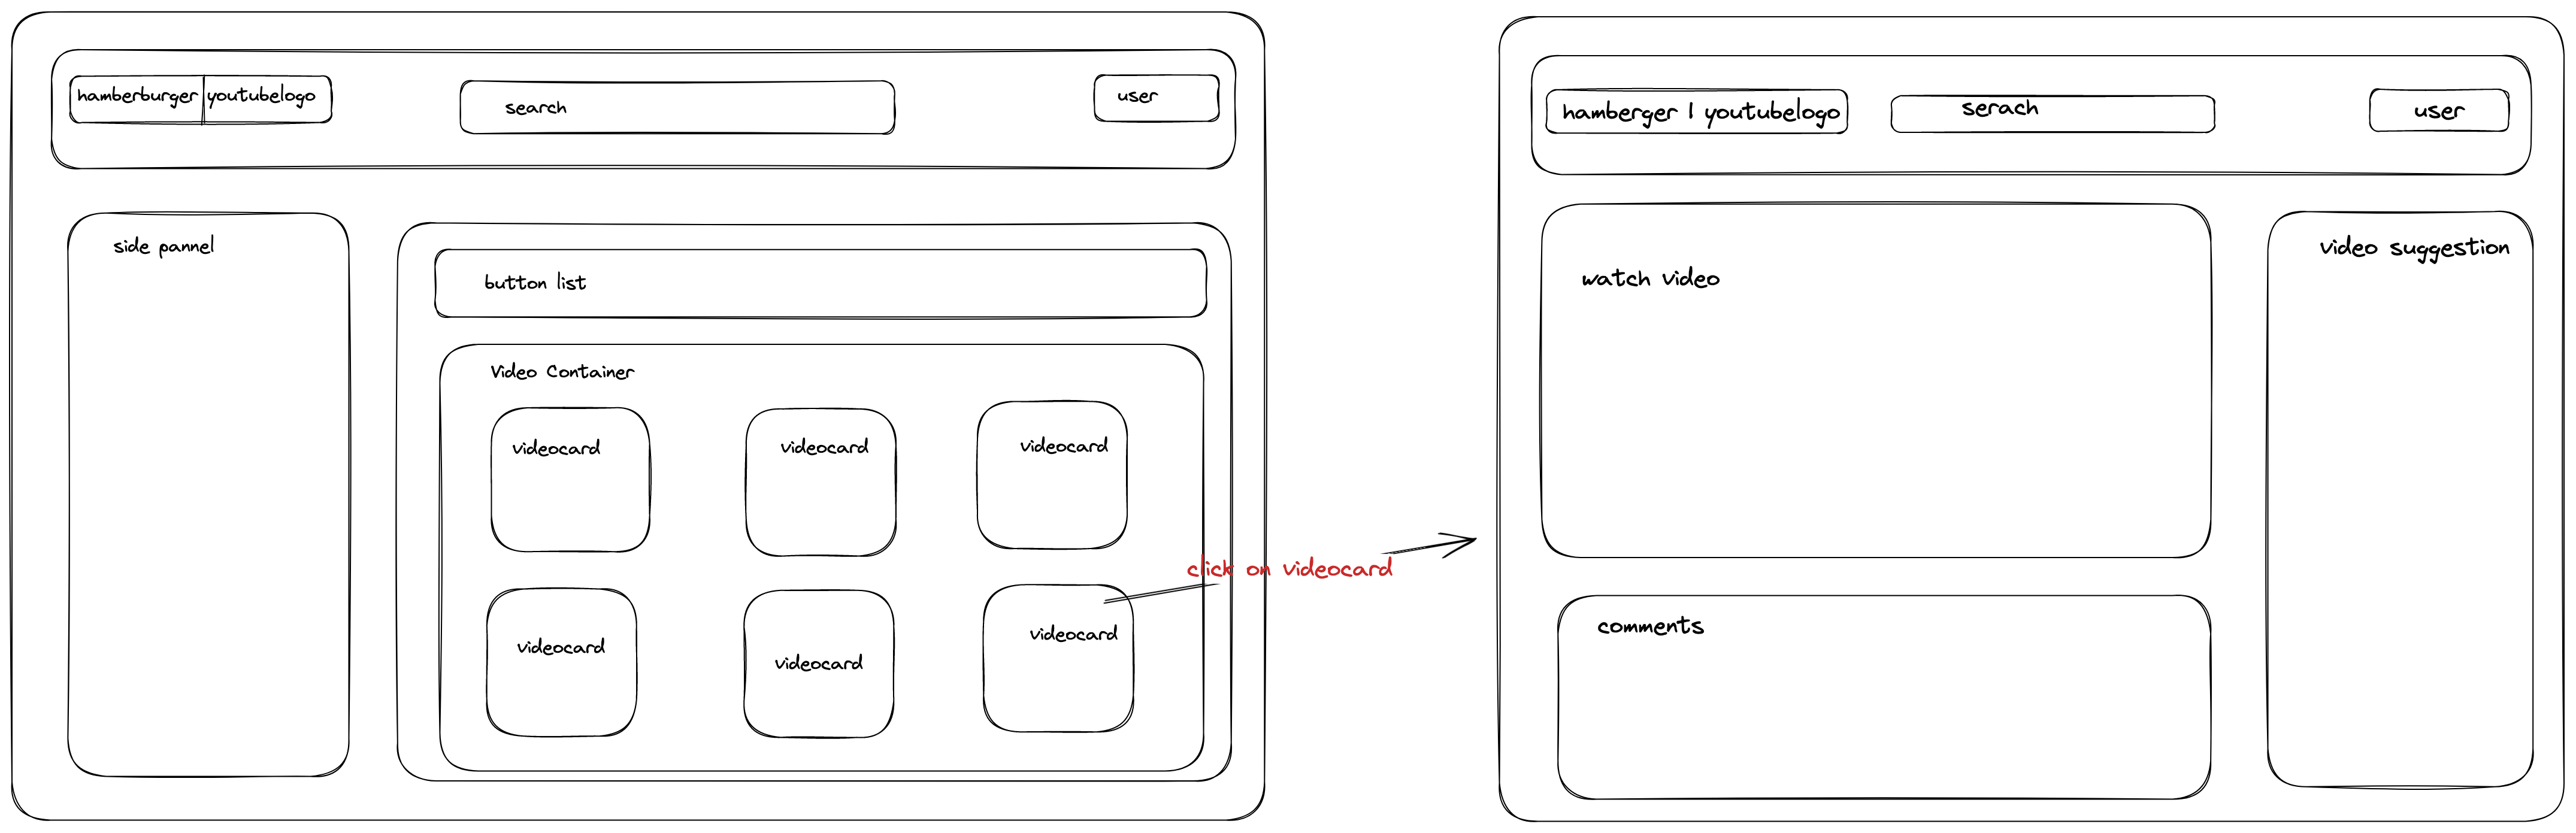 hamberburger youtubelogo
search
user
side pannel
button list
Video Container
videocard
videocard
videocard
videocard
videocard
videocard
click on videocard
hamberger | youtubelogo
serach
user
watch video
video suggestion
comments